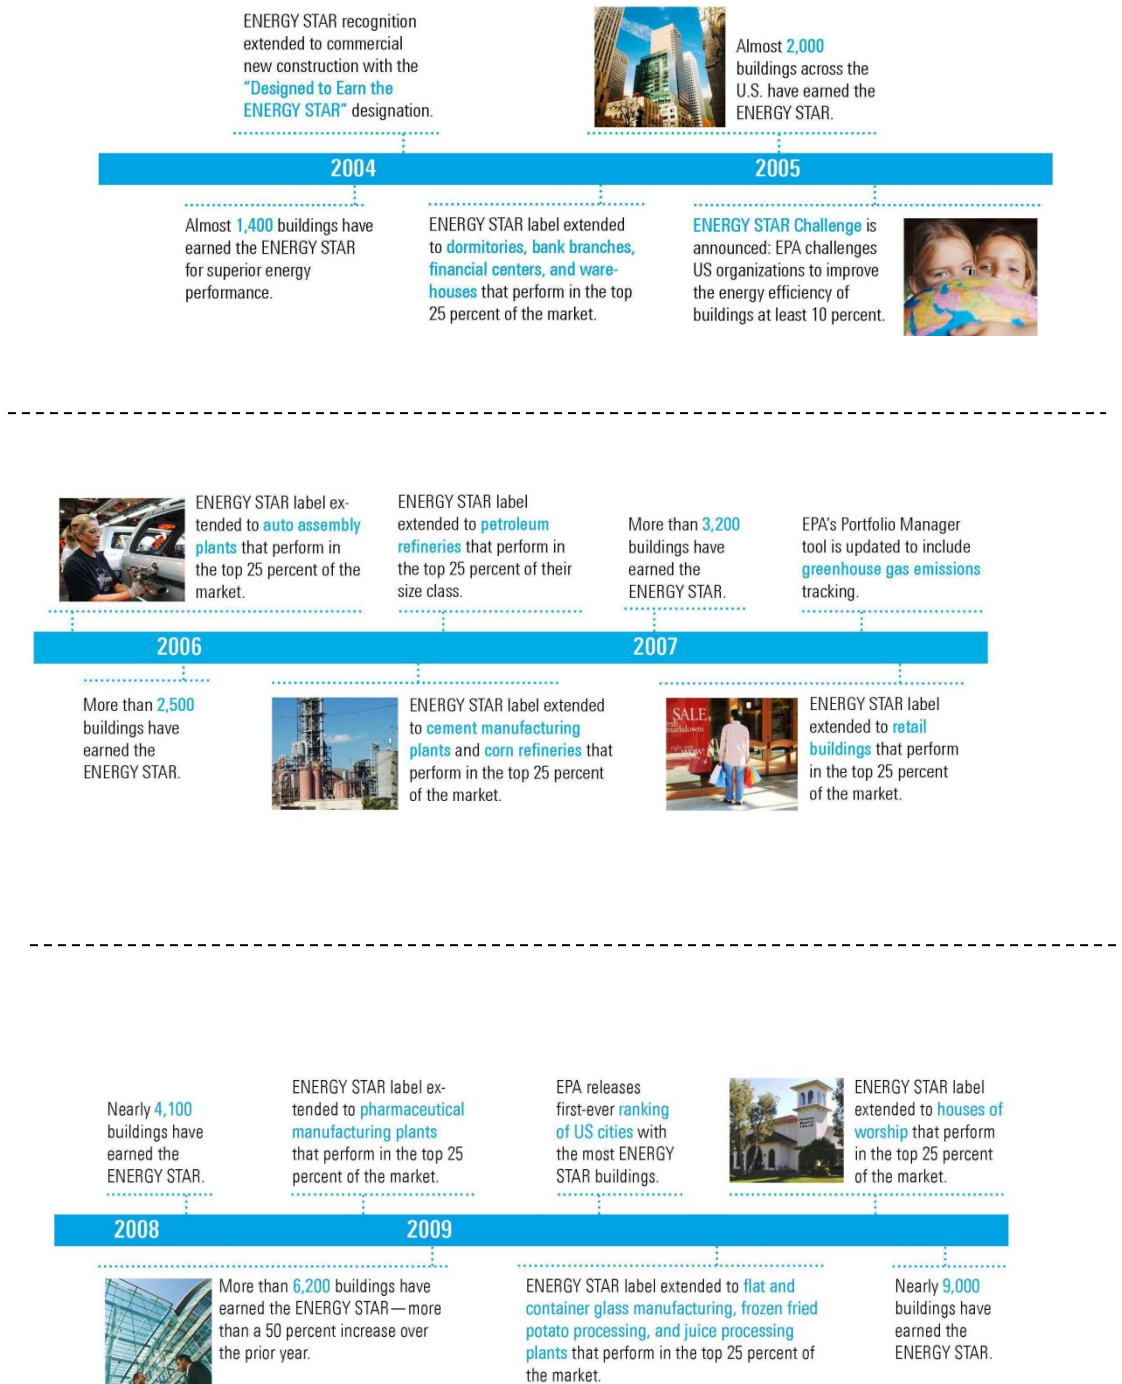 ENERGY STAR recognition
extended to commercial
new construction with the
“Designed to Earn the
ENERGY STAR” designation.
Almost 2,000
buildings across the
U.S. have earned the
ENERGY STAR.
2004
2005
Almost 1,400 buildings have
earned the ENERGY STAR
for superior energy
performance.
ENERGY STAR label extended
to dormitories, bank branches,
financial centers, and ware-
houses that perform in the top
25 percent of the market.
ENERGY STAR Challenge is
announced: EPA challenges
US organizations to improve
the energy efficiency of
buildings at least 10 percent.
ENERGY STAR label ex-
tended to auto assembly
plants that perform in
the top 25 percent of the
market.
ENERGY STAR label
extended to petroleum
refineries that perform in
the top 25 percent of their
size class.
More than 3,200
buildings have
earned the
ENERGY STAR.
EPA’s Portfolio Manager
tool is updated to include
greenhouse gas emissions
tracking.
2006
2007
More than 2,500
buildings have
earned the
ENERGY STAR.
ENERGY STAR label extended
to cement manufacturing
plants and corn refineries that
perform in the top 25 percent
of the market.
SALE
markdowns
ENERGY STAR label
extended to retail
buildings that perform
in the top 25 percent
of the market.
Nearly 4,100
buildings have
earned the
ENERGY STAR.
ENERGY STAR label ex-
tended to pharmaceutical
manufacturing plants
that perform in the top 25
percent of the market.
EPA releases
first-ever ranking
of US cities with
the most ENERGY
STAR buildings.
ENERGY STAR label
extended to houses of
worship that perform
in the top 25 percent
of the market.
2008
2009
More than 6,200 buildings have
earned the ENERGY STAR—more
than a 50 percent increase over
the prior year.
ENERGY STAR label extended to flat and
container glass manufacturing, frozen fried
potato processing, and juice processing
plants that perform in the top 25 percent of
the market.
Nearly 9,000
buildings have
earned the
ENERGY STAR.